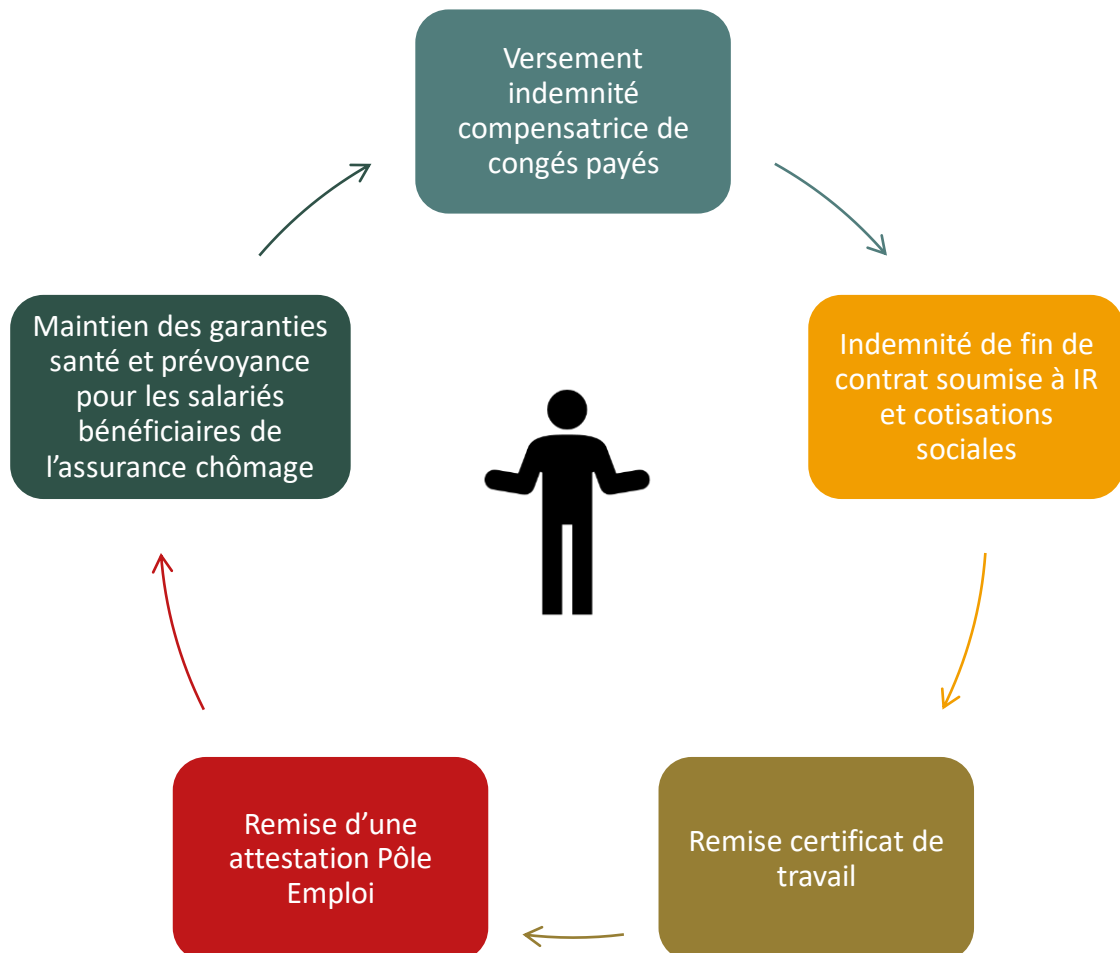 Versement
indemnité
compensatrice de
congés payés
Indemnité de fin de
contrat soumise à IR
et cotisations
sociales
Remise certificat de
travail
Remise d’une
attestation Pôle
Emploi
Maintien des garanties
santé et prévoyance
pour les salariés
bénéficiaires de
l’assurance chômage